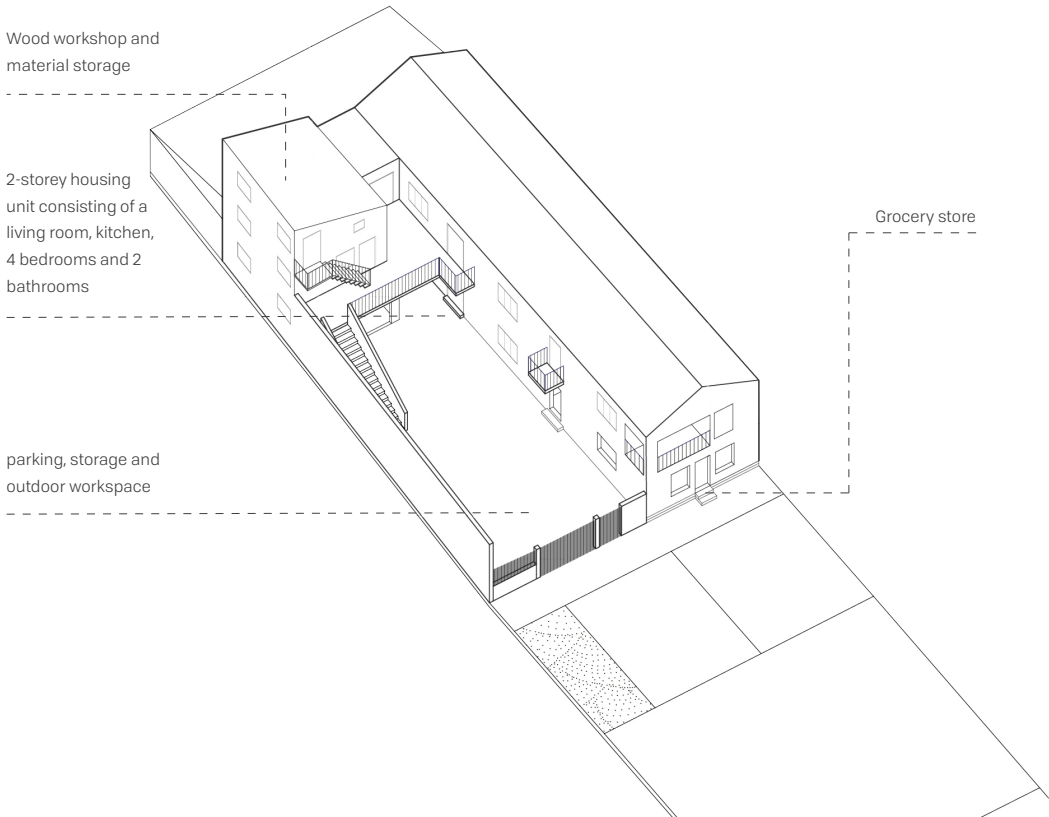 Wood workshop and
material storage
2-storey housing
unit consisting of a
living room, kitchen,
4 bedrooms and 2
bathrooms
Grocery store
parking, storage and
outdoor workspace